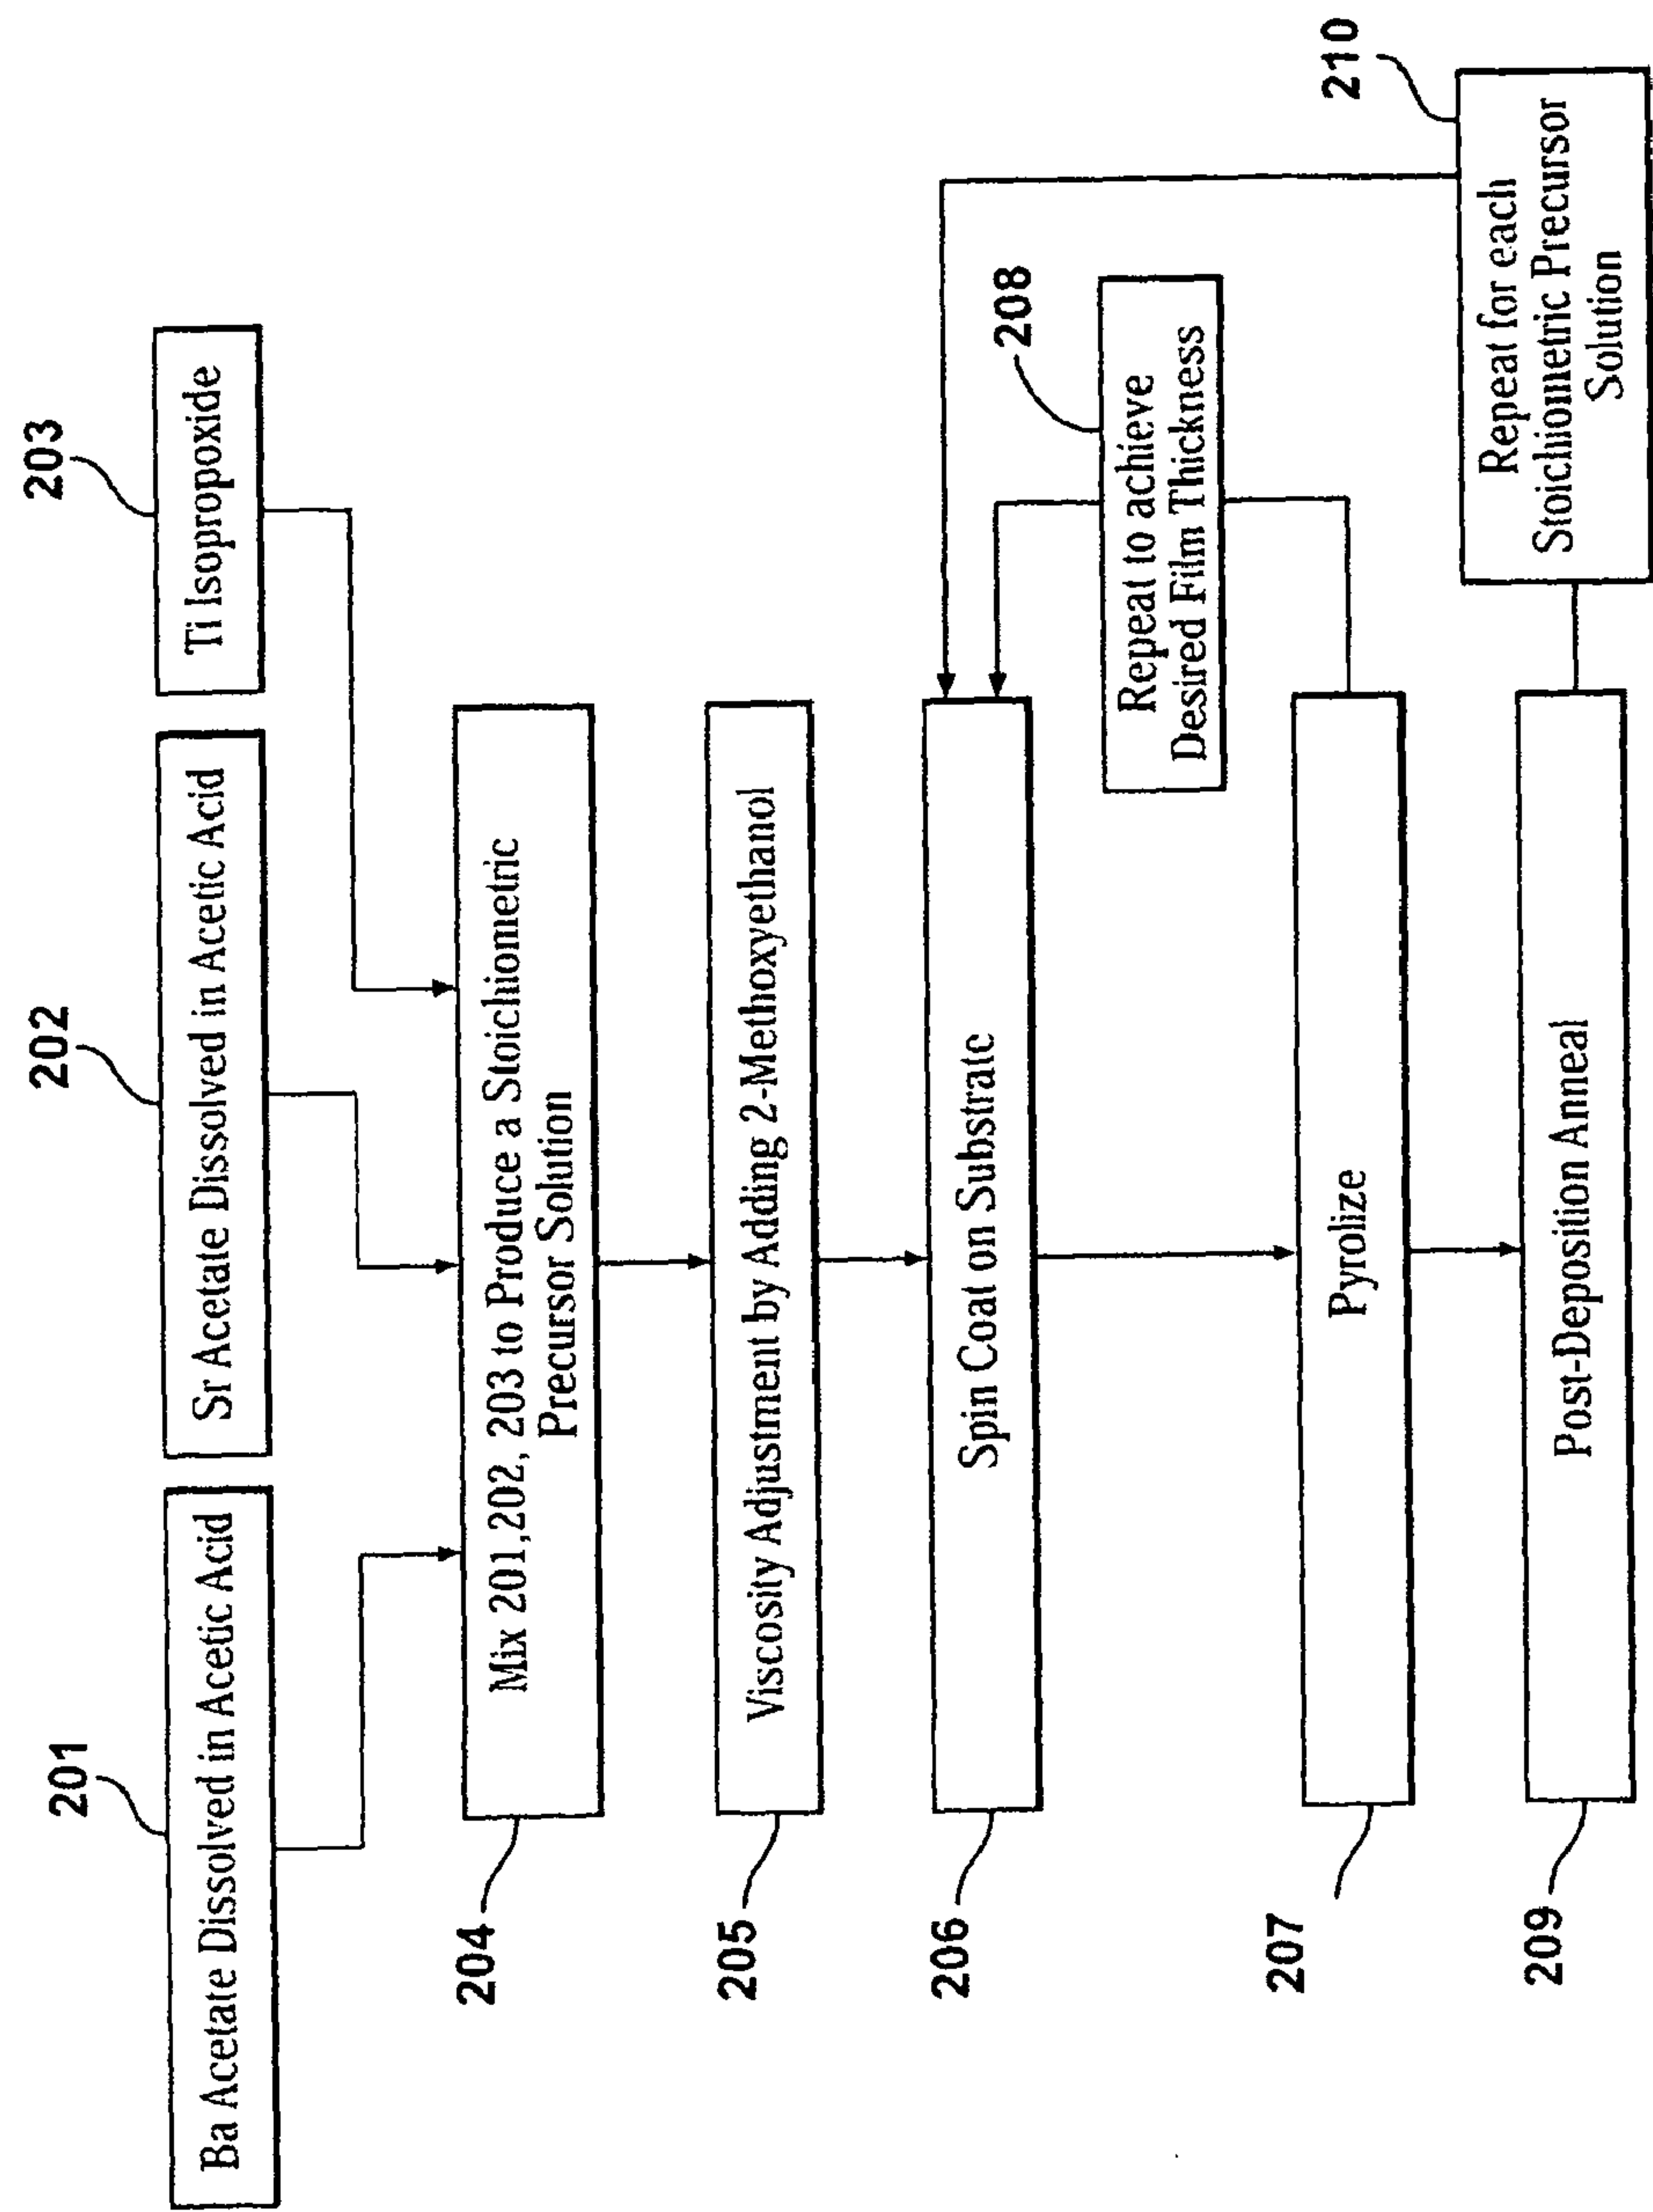 201
Ba Acetate Dissolved in Acetic Acid
202
Sr Acetate Dissolved in Acetic Acid
203
Ti Isopropoxide
204
Mix 201,202, 203 to Produce a Stoichiometric
Precursor Solution
205
Viscosity Adjustment by Adding 2-Methoxyethanol
206
Spin Coat on Substrate
208
Repeat to achieve
Desired Film Thickness
207
Pyrolize
209
Post-Deposition Anneal
210
Repeat for each
Stoichiometric Precursor
Solution